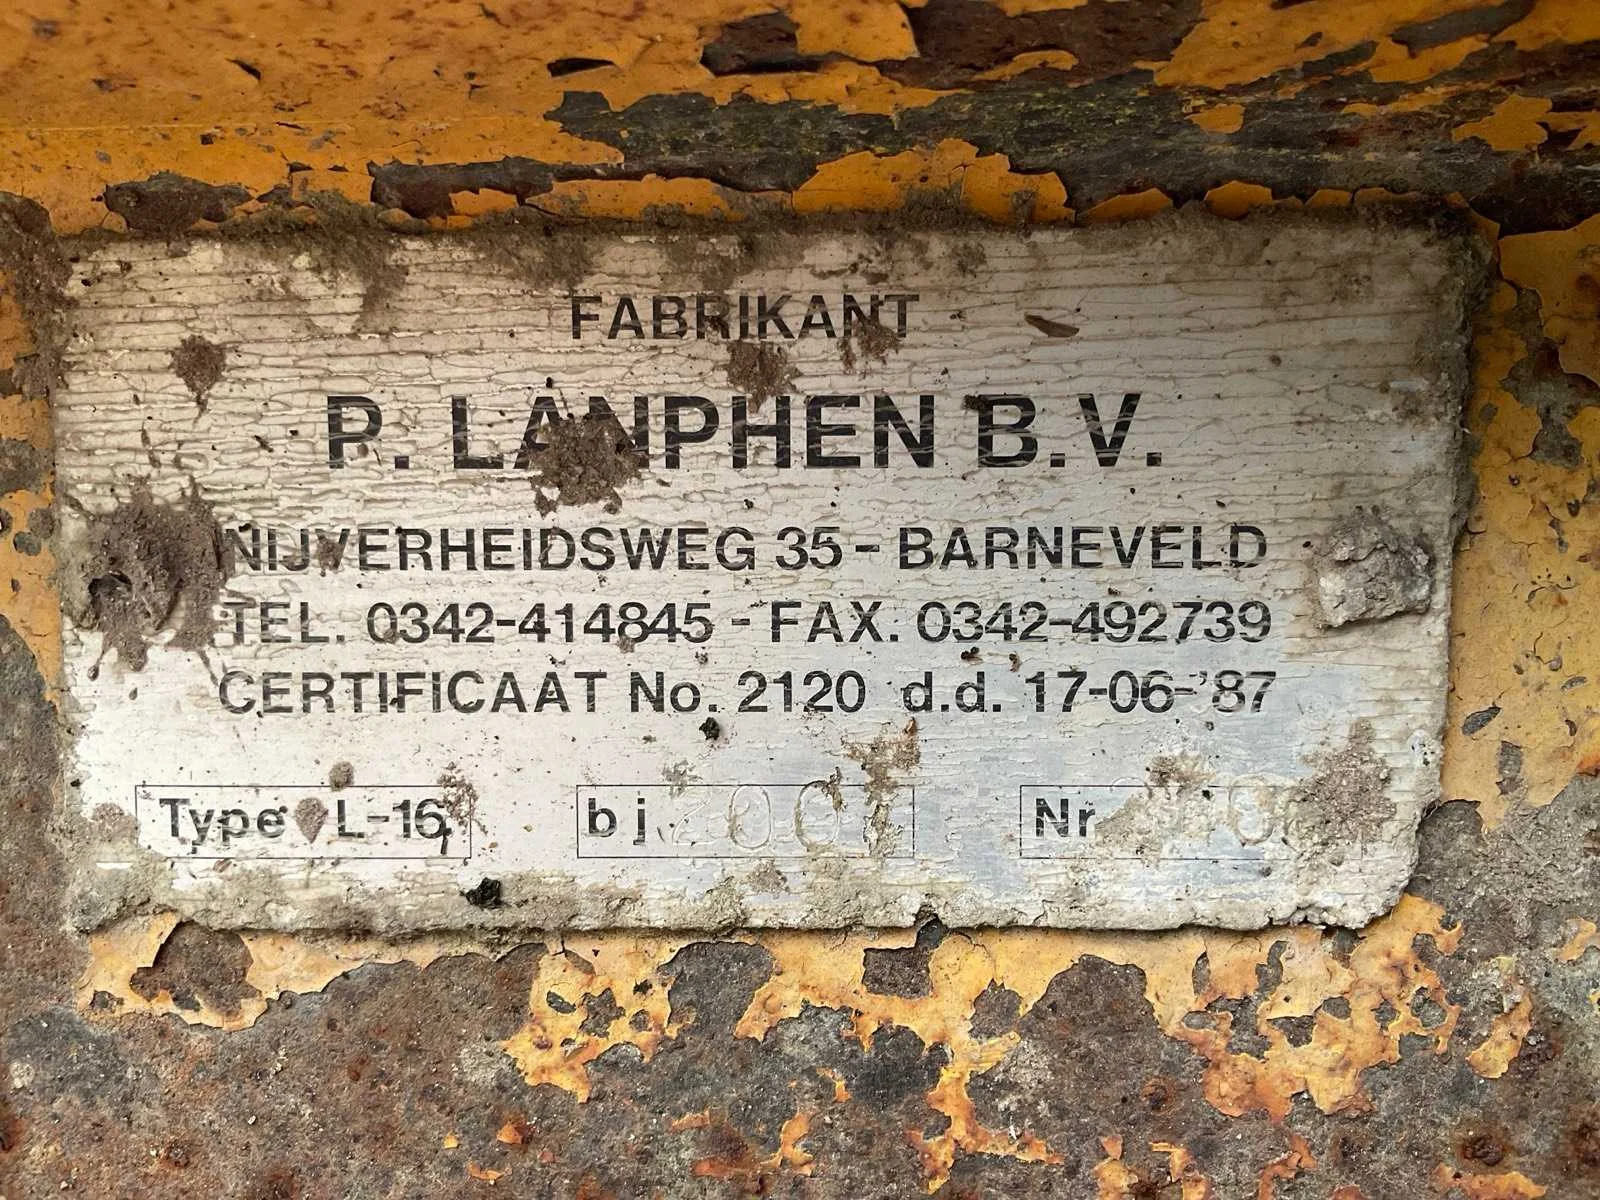 FABRIKANT
P. LANPHEN B.V.
NIJVERHEIDSWEG 35 - BARNEVELD
TEL. 0342-414845 - FAX. 0342-492739
CERTIFICAAT No. 2120 d.d. 17-06-'87
Type L-16 bj. 2001 Nr